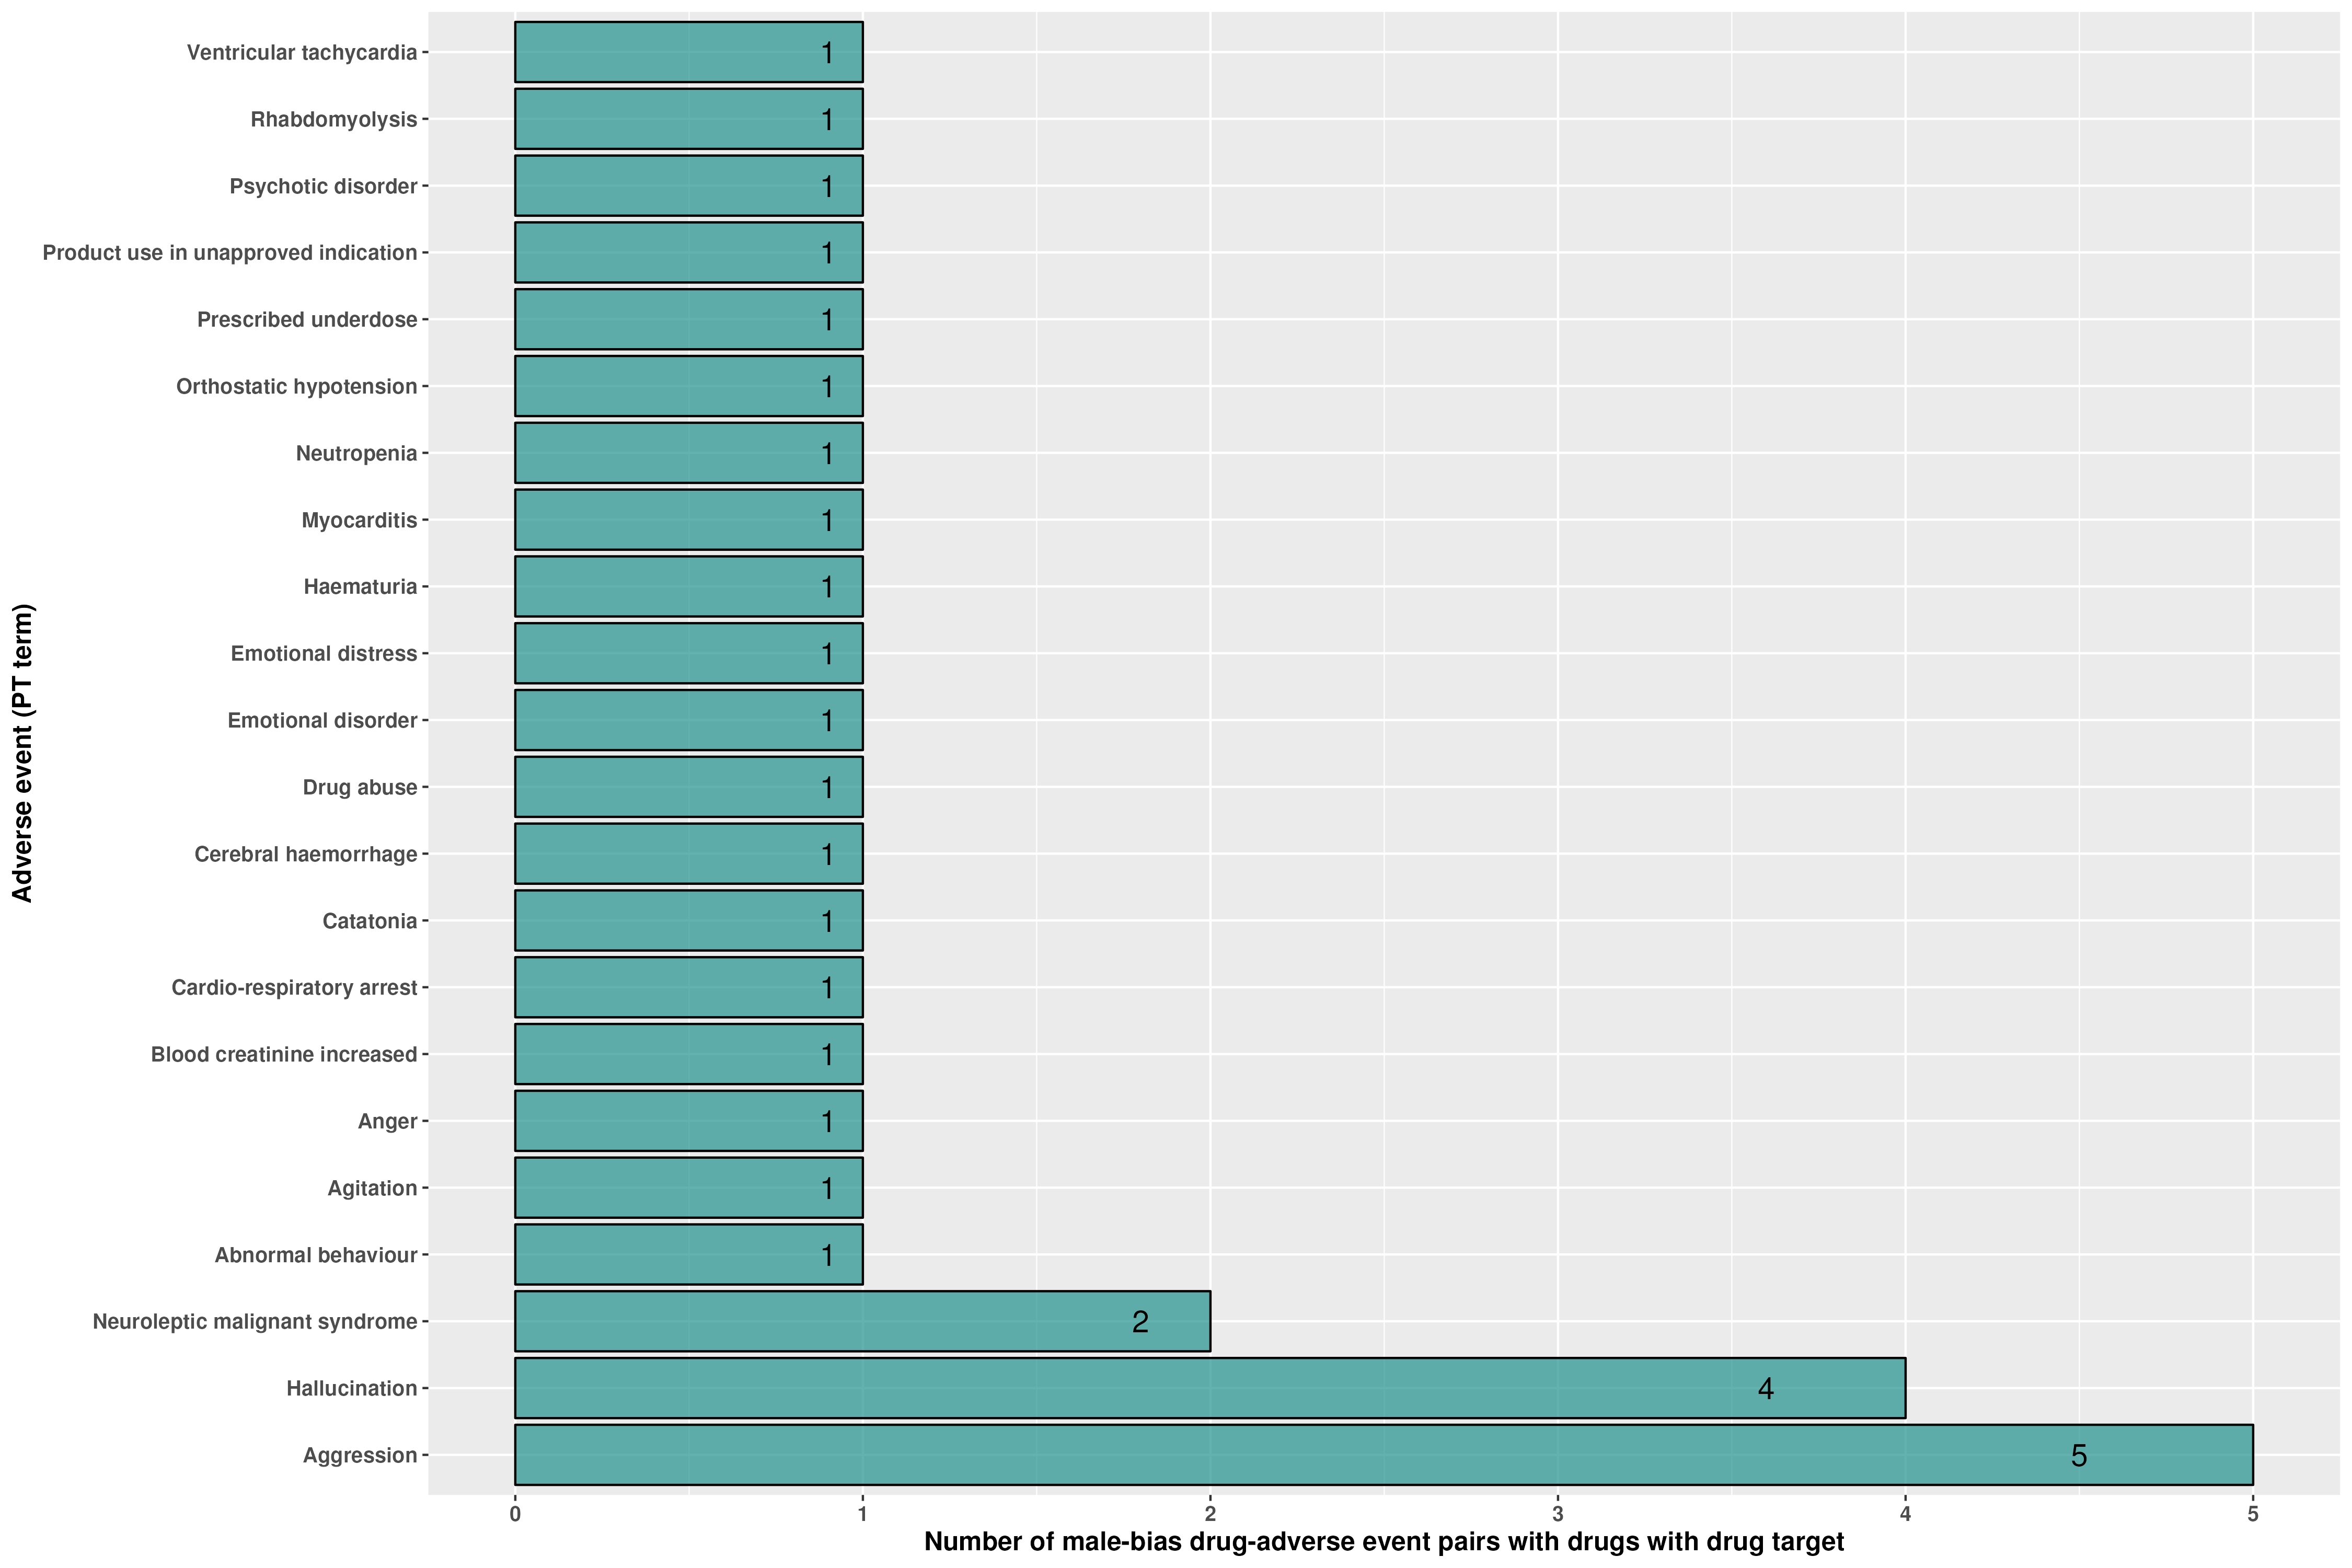 Adverse event (PT term)
Ventricular tachycardia 1
Rhabdomyolysis 1
Psychotic disorder 1
Product use in unapproved indication 1
Prescribed underdose 1
Orthostatic hypotension 1
Neutropenia 1
Myocarditis 1
Haematuria 1
Emotional distress 1
Emotional disorder 1
Drug abuse 1
Cerebral haemorrhage 1
Catatonia 1
Cardio-respiratory arrest 1
Blood creatinine increased 1
Anger 1
Agitation 1
Abnormal behaviour 1
Neuroleptic malignant syndrome 2
Hallucination 4
Aggression 5
0 1 2 3 4 5
Number of male-bias drug-adverse event pairs with drugs with drug target